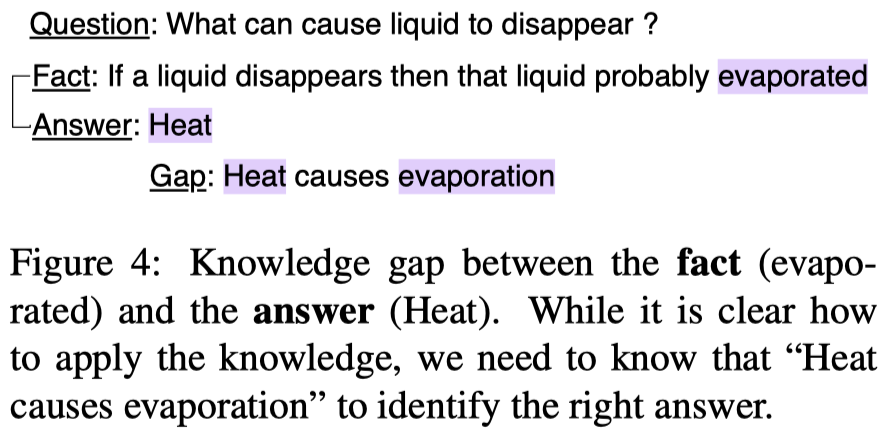 Question: What can cause liquid to disappear ?
Fact: If a liquid disappears then that liquid probably evaporated
Answer: Heat
Gap: Heat causes evaporation
Figure 4: Knowledge gap between the fact (evapo-
rated) and the answer (Heat). While it is clear how
to apply the knowledge, we need to know that “Heat
causes evaporation” to identify the right answer.